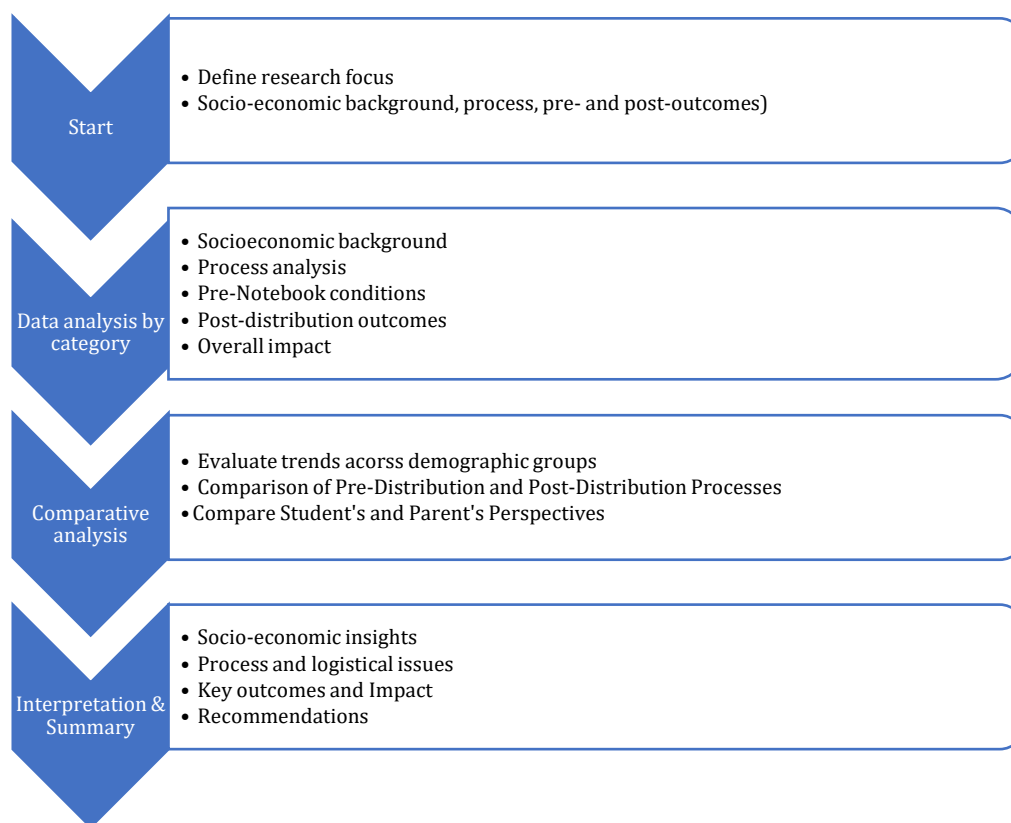 Start
• Define research focus
• Socio-economic background, process, pre- and post-outcomes)
Data analysis by
category
• Socioeconomic background
• Process analysis
• Pre-Notebook conditions
• Post-distribution outcomes
• Overall impact
Comparative
analysis
• Evaluate trends acorss demographic groups
• Comparison of Pre-Distribution and Post-Distribution Processes
• Compare Student's and Parent's Perspectives
Interpretation &
Summary
• Socio-economic insights
• Process and logistical issues
• Key outcomes and Impact
• Recommendations